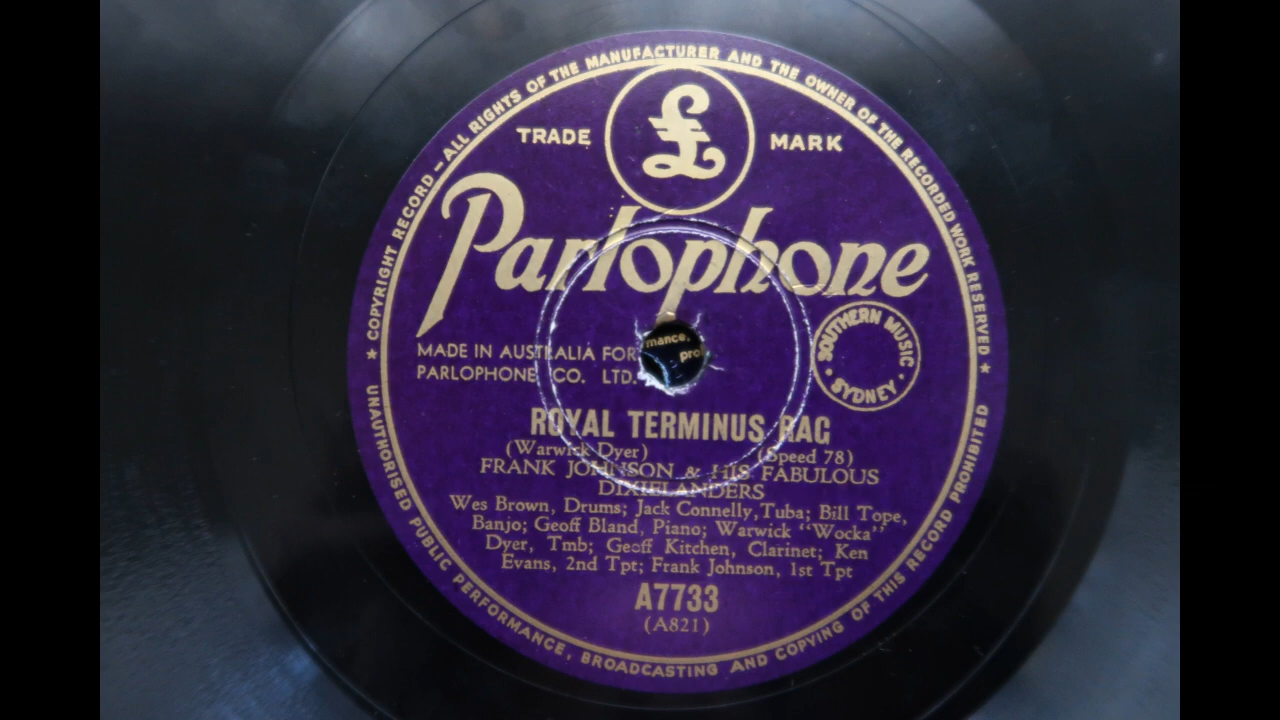 ★ COPYRIGHT RECORD – ALL RIGHTS OF THE MANUFACTURER AND THE OWNER OF THE RECORDED WORK RESERVED ★
TRADE £ MARK
Parlophone
SOUTHERN MUSIC
• SYDNEY •
MADE IN AUSTRALIA FOR
PARLOPHONE CO. LTD.
mance,
pro
ROYAL TERMINUS RAG
(Warwick Dyer) (Speed 78)
FRANK JOHNSON & HIS FABULOUS
DIXIELANDERS
Wes Brown, Drums; Jack Connelly, Tuba; Bill Tope,
Banjo; Geoff Bland, Piano; Warwick "Wocka"
Dyer, Tmb; Geoff Kitchen, Clarinet; Ken
Evans, 2nd Tpt; Frank Johnson, 1st Tpt
A7733
(A821)
UNAUTHORISED PUBLIC PERFORMANCE, BROADCASTING AND COPYING OF THIS RECORD PROHIBITED